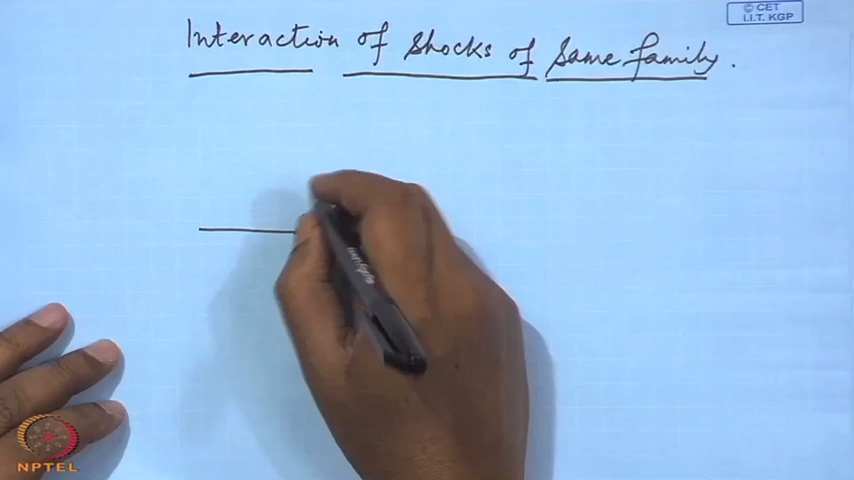 © CET
I.I.T. KGP
Interaction of Shocks of Same family.
NPTEL